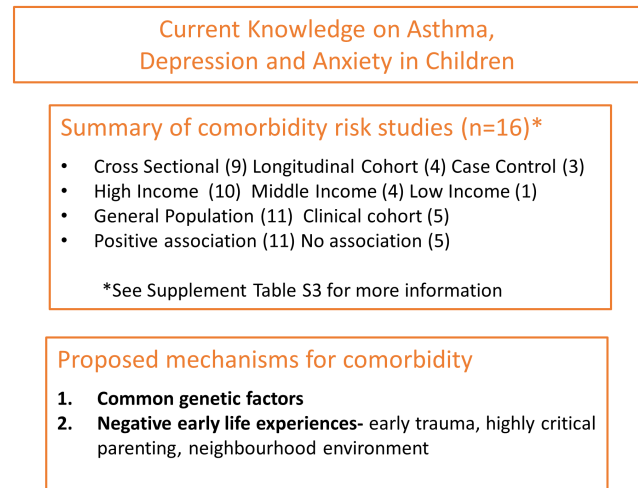 Current Knowledge on Asthma,
Depression and Anxiety in Children
Summary of comorbidity risk studies (n=16)*
• Cross Sectional (9) Longitudinal Cohort (4) Case Control (3)
• High Income (10) Middle Income (4) Low Income (1)
• General Population (11) Clinical cohort (5)
• Positive association (11) No association (5)
*See Supplement Table S3 for more information
Proposed mechanisms for comorbidity
1. Common genetic factors
2. Negative early life experiences- early trauma, highly critical
parenting, neighbourhood environment